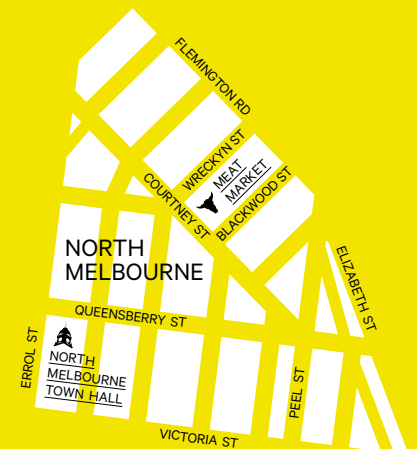 FLEMINGTON RD
WRECKYN ST
MEAT
MARKET
BLACKWOOD ST
COURTNEY ST
NORTH
MELBOURNE
ELIZABETH ST
QUEENSBERRY ST
ERROL ST
NORTH
MELBOURNE
TOWN HALL
PEEL ST
VICTORIA ST